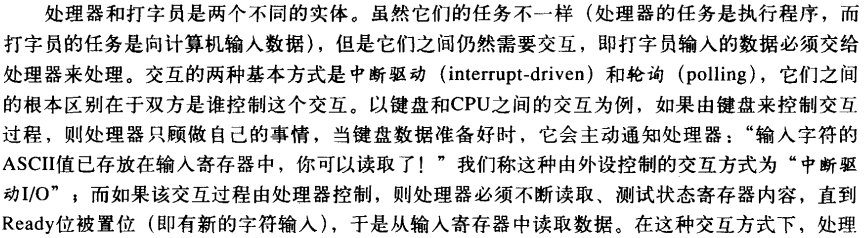 处理器和打字员是两个不同的实体。虽然它们的任务不一样（处理器的任务是执行程序，而
打字员的任务是向计算机输入数据），但是它们之间仍然需要交互，即打字员输入的数据必须交给
处理器来处理。交互的两种基本方式是中断驱动（interrupt-driven）和轮询（polling），它们之间
的根本区别在于双方是谁控制这个交互。以键盘和CPU之间的交互为例，如果由键盘来控制交互
过程，则处理器只顾做自己的事情，当键盘数据准备好时，它会主动通知处理器：“输入字符的
ASCII值已存放在输入寄存器中，你可以读取了！”我们称这种由外设控制的交互方式为“中断驱
动I/O”；而如果该交互过程由处理器控制，则处理器必须不断读取、测试状态寄存器内容，直到
Ready位被置位（即有新的字符输入），于是从输入寄存器中读取数据。在这种交互方式下，处理